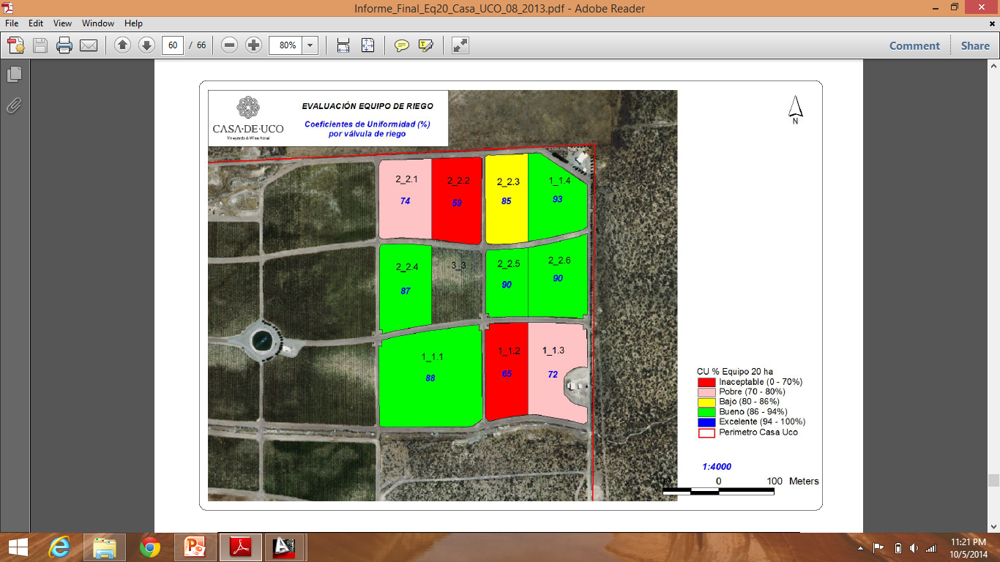 Informe_Final_Eq20_Casa_UCO_08_2013.pdf - Adobe Reader
File Edit View Window Help
60 / 66
80%
Comment Share
CASA·DE·UCO
Vineyards & Wine Hotel
EVALUACIÓN EQUIPO DE RIEGO
Coeficientes de Uniformidad (%)
por válvula de riego
N
2_2.1
74
2_2.2
59
2_2.3
85
1_1.4
93
2_2.4
87
3_3
2_2.5
90
2_2.6
90
1_1.1
88
1_1.2
65
1_1.3
72
CU % Equipo 20 ha
Inaceptable (0 - 70%)
Pobre (70 - 80%)
Bajo (80 - 86%)
Bueno (86 - 94%)
Excelente (94 - 100%)
Perimetro Casa Uco
1:4000
0 100 Meters
11:21 PM
10/5/2014